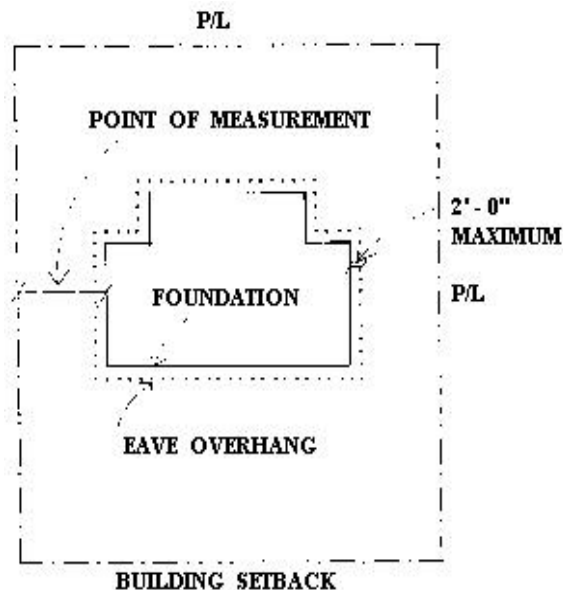 P/L
POINT OF MEASUREMENT
2' - 0"
MAXIMUM
FOUNDATION
P/L
EAVE OVERHANG
BUILDING SETBACK